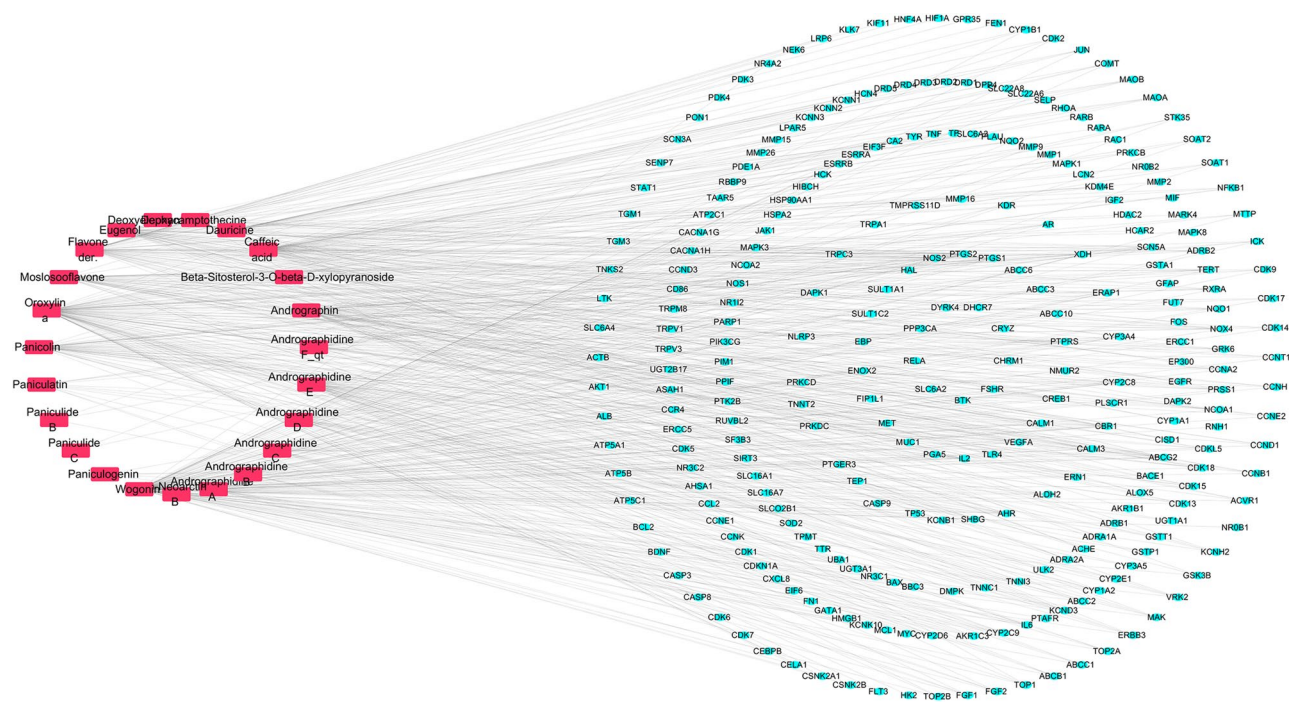 Deoxycamptothecine
Eugenol
Dauricine
Flavone
der.
Caffeic
acid
Moslosooflavone
Beta-Sitosterol-3-O-beta-D-xylopyranoside
Oroxylin
a
Andrographin
Panicolin
Andrographidine
F_qt
Paniculatin
Andrographidine
E
Paniculide
B
Andrographidine
D
Paniculide
C
Andrographidine
C
Paniculogenin
Andrographidine
B
Wogonin
Neoarctin
B
Andrographidine
A
KLK7
KIF11
HNF4A
HIF1A
GPR35
FEN1
CYP1B1
CDK2
JUN
COMT
MAOB
MAOA
STK35
SOAT2
SOAT1
NFKB1
MTTP
ICK
CDK9
CDK17
CDK14
CCNT1
CCNH
CCNE2
CCND1
CCNB1
ACVR1
NR0B1
KCNH2
GSK3B
VRK2
MAK
ERBB3
TOP2A
ABCC1
ABCB1
TOP1
FGF2
FGF1
TOP2B
HK2
FLT3
CSNK2B
CSNK2A1
CELA1
CEBPB
CDK7
CDK6
CASP8
CASP3
BDNF
BCL2
ATP5C1
ATP5B
ATP5A1
ALB
AKT1
ACTB
SLC6A4
LTK
TNKS2
TGM3
TGM1
STAT1
SENP7
SCN3A
PON1
PDK4
PDK3
NR4A2
NEK6
LRP6
HCN4
DRD5
DRD4
DRD3
DRD2
DRD1
DPP4
SLC22A8
SLC22A6
SELP
RHOA
RARB
RARA
RAC1
PRKCB
NR0B2
MMP2
MIF
MARK4
MAPK8
ADRB2
GSTA1
TERT
GFAP
RXRA
FUT7
NQO1
FOS
NOX4
ERCC1
GRK6
EP300
CCNA2
EGFR
PRSS1
DAPK2
NCOA1
CYP1A1
RNH1
CISD1
CDKL5
ABCG2
CDK18
BACE1
CDK15
ALOX5
CDK13
AKR1B1
UGT1A1
ADRB1
GSTT1
ADRA1A
GSTP1
ACHE
CYP3A5
ADRA2A
CYP2E1
ULK2
CYP1A2
TNNI3
ABCC2
TNNC1
KCND3
DMPK
PTAFR
IL6
CYP2C9
AKR1C3
CYP2D6
MYC
MCL1
KCNK10
HMGB1
GATA1
FN1
EIF6
CXCL8
CDKN1A
CDK1
CCNK
CCNE1
CCL2
AHSA1
NR3C2
CDK5
ERCC5
CCR4
ASAH1
UGT2B17
TRPV3
TRPV1
TRPM8
CD86
CCND3
CACNA1H
CACNA1G
ATP2C1
TAAR5
RBBP9
PDE1A
MMP26
MMP15
LPAR5
KCNN3
KCNN2
KCNN1
EIF3F
CA2
TYR
TNF
SLC6A3
PLAU
NQO2
MMP9
MMP1
MAPK1
LCN2
KDM4E
IGF2
HDAC2
HCAR2
SCN5A
ESRRA
ESRRB
HCK
HIBCH
HSP90AA1
HSPA2
JAK1
MAPK3
NCOA2
NOS1
NR1I2
PARP1
PIK3CG
PIM1
PPIF
PTK2B
RUVBL2
SF3B3
SIRT3
SLC16A1
SLC16A7
SLCO2B1
SOD2
TPMT
TTR
UBA1
UGT3A1
NR3C1
BAX
BBC3
TMPRSS11D
MMP16
KDR
TRPA1
AR
TRPC3
NOS2
PTGS2
PTGS1
XDH
HAL
ABCC6
DAPK1
SULT1A1
ABCC3
ERAP1
SULT1C2
DYRK4
DHCR7
ABCC10
PPP3CA
CRYZ
CYP3A4
NLRP3
EBP
PTPRS
RELA
CHRM1
ENOX2
NMUR2
PRKCD
SLC6A2
FSHR
CYP2C8
TNNT2
FIP1L1
BTK
CREB1
PLSCR1
PRKDC
MET
CALM1
CBR1
MUC1
VEGFA
PGA5
TLR4
CALM3
PTGER3
IL2
TEP1
ERN1
CASP9
ALDH2
TP53
AHR
KCNB1
SHBG